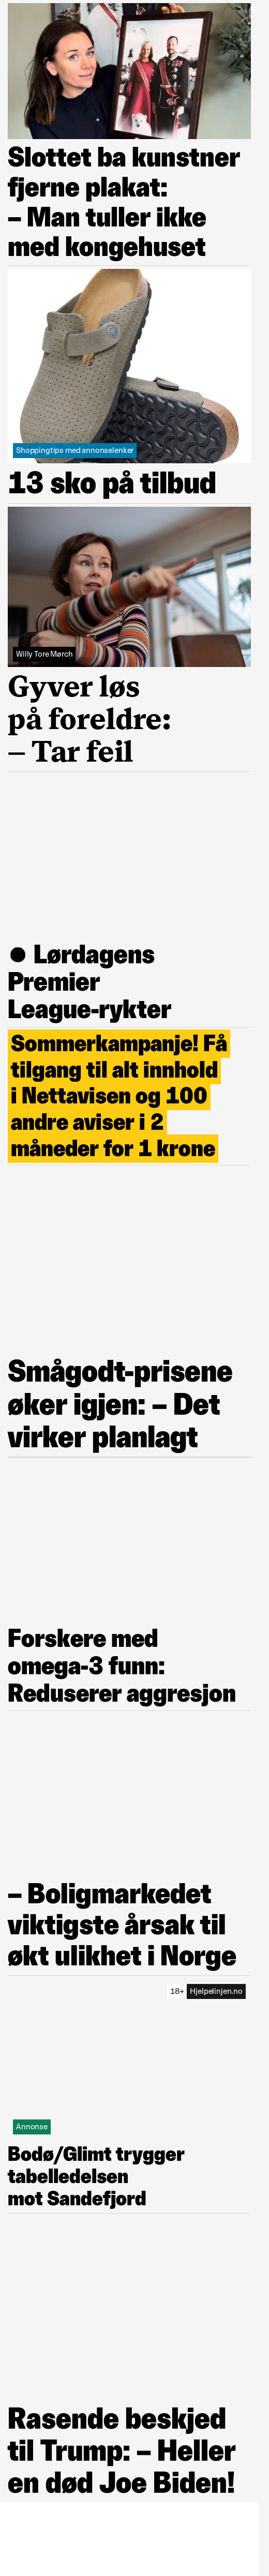 Slottet ba kunstner
fjerne plakat:
– Man tuller ikke
med kongehuset
Shoppingtips med annonselenker
13 sko på tilbud
Willy Tore Mørch
Gyver løs
på foreldre:
– Tar feil
● Lørdagens
Premier
League-rykter
Sommerkampanje! Få
tilgang til alt innhold
i Nettavisen og 100
andre aviser i 2
måneder for 1 krone
Smågodt-prisene
øker igjen: – Det
virker planlagt
Forskere med
omega-3 funn:
Reduserer aggresjon
– Boligmarkedet
viktigste årsak til
økt ulikhet i Norge
18+ Hjelpelinjen.no
Annonse
Bodø/Glimt trygger
tabelledelsen
mot Sandefjord
Rasende beskjed
til Trump: – Heller
en død Joe Biden!